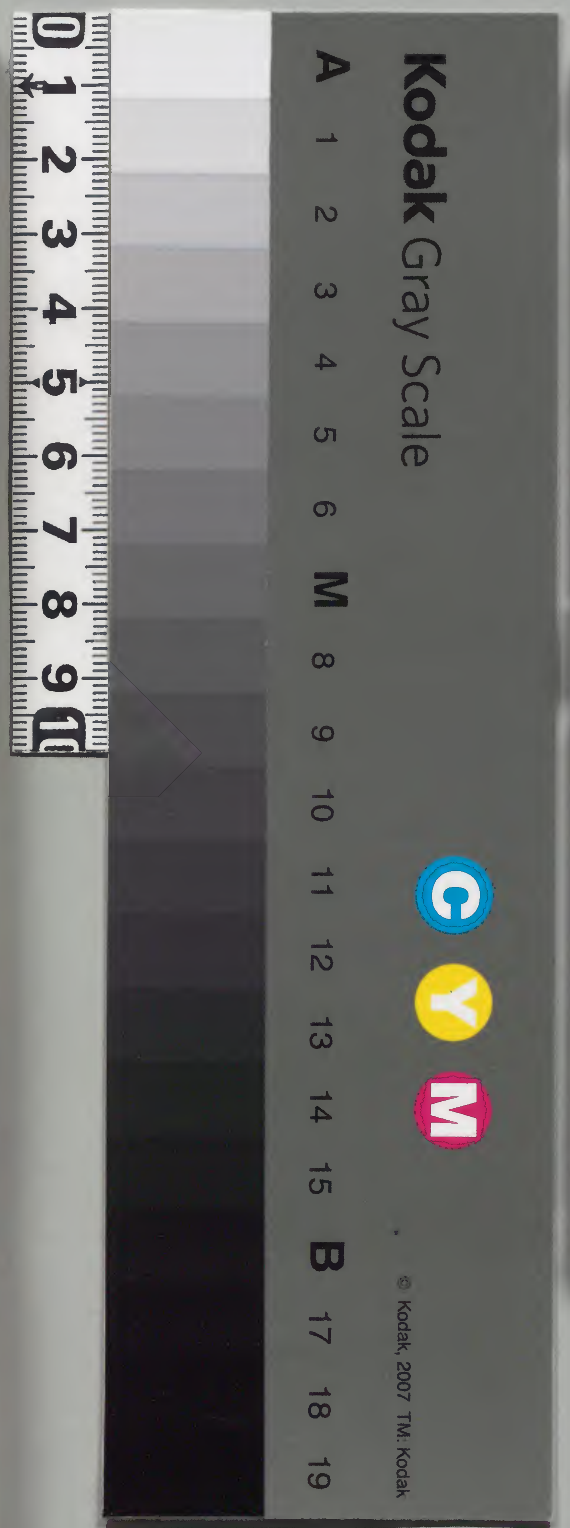 Kodak Gray Scale
C Y M
© Kodak, 2007 TM: Kodak
A 1 2 3 4 5 6 M 8 9 10 11 12 13 14 15 B 17 18 19
0 1 2 3 4 5 6 7 8 9 10